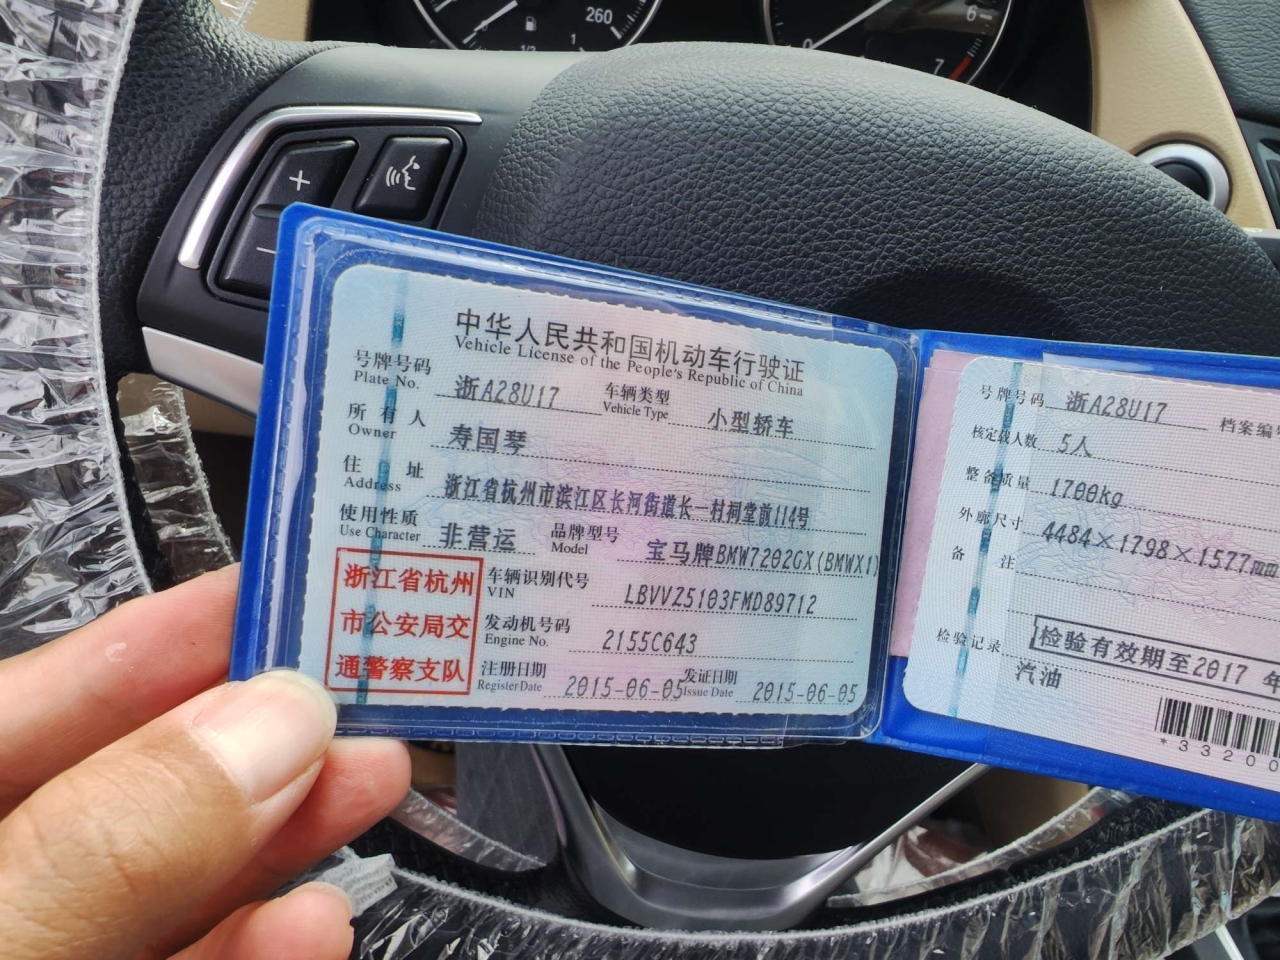 260
1/2
1
6
7
+
中华人民共和国机动车行驶证
Vehicle License of the People's Republic of China
号牌号码 浙A28U17 车辆类型 小型轿车
Plate No. Vehicle Type
所有人 寿国琴
Owner
住址 浙江省杭州市滨江区长河街道长一村祠堂前114号
Address
使用性质 非营运 品牌型号 宝马牌BMW7202GX(BMWX1)
Use Character Model
浙江省杭州
市公安局交
通警察支队
车辆识别代号 LBVVZ5103FMD89712
VIN
发动机号码 2155C643
Engine No.
注册日期 2015-06-05 发证日期 2015-06-05
Register Date Issue Date
号牌号码 浙A28U17 档案编号
核定载人数 5人
整备质量 1700kg
外廓尺寸 4484×1798×1577㎜
备注
检验记录 检验有效期至2017 年
汽油
*33200